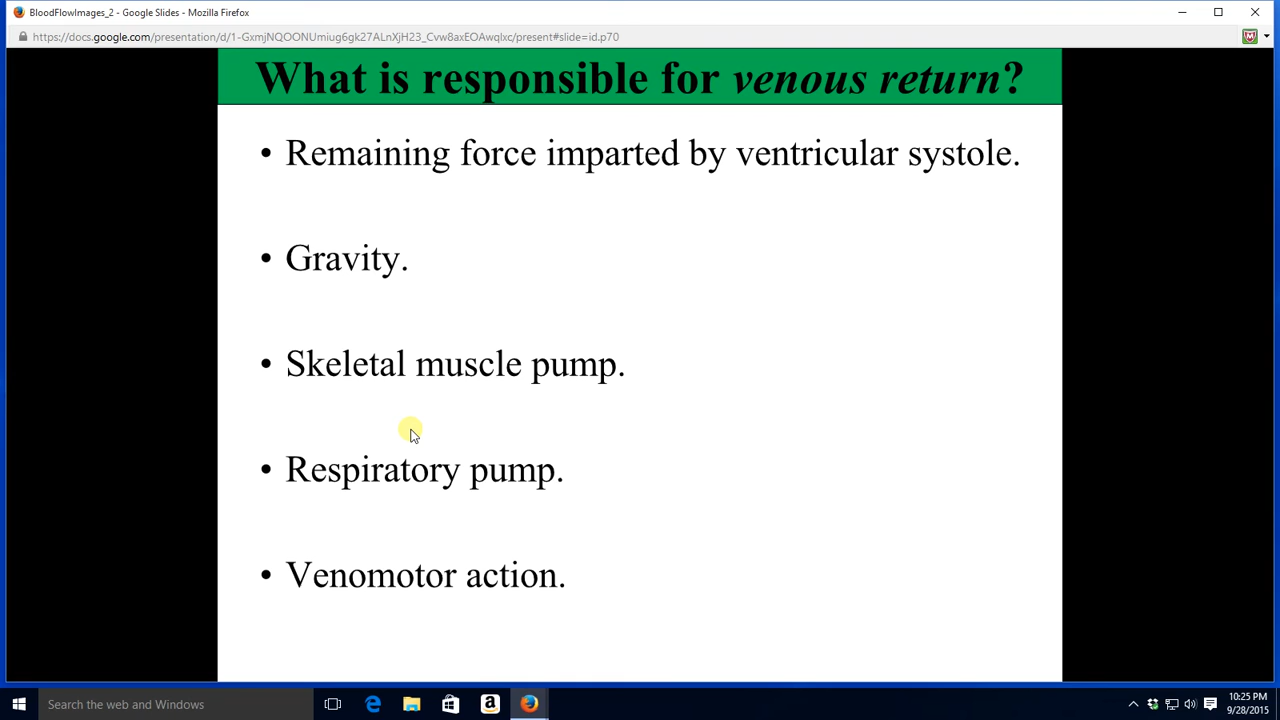 BloodFlowImages_2 - Google Slides - Mozilla Firefox
https://docs.google.com/presentation/d/1-GxmjNQOONUmiug6gk27ALnXjH23_Cvw8axEOAwqIxc/present#slide=id.p70
What is responsible for venous return?
• Remaining force imparted by ventricular systole.
• Gravity.
• Skeletal muscle pump.
• Respiratory pump.
• Venomotor action.
Search the web and Windows
10:25 PM
9/28/2015